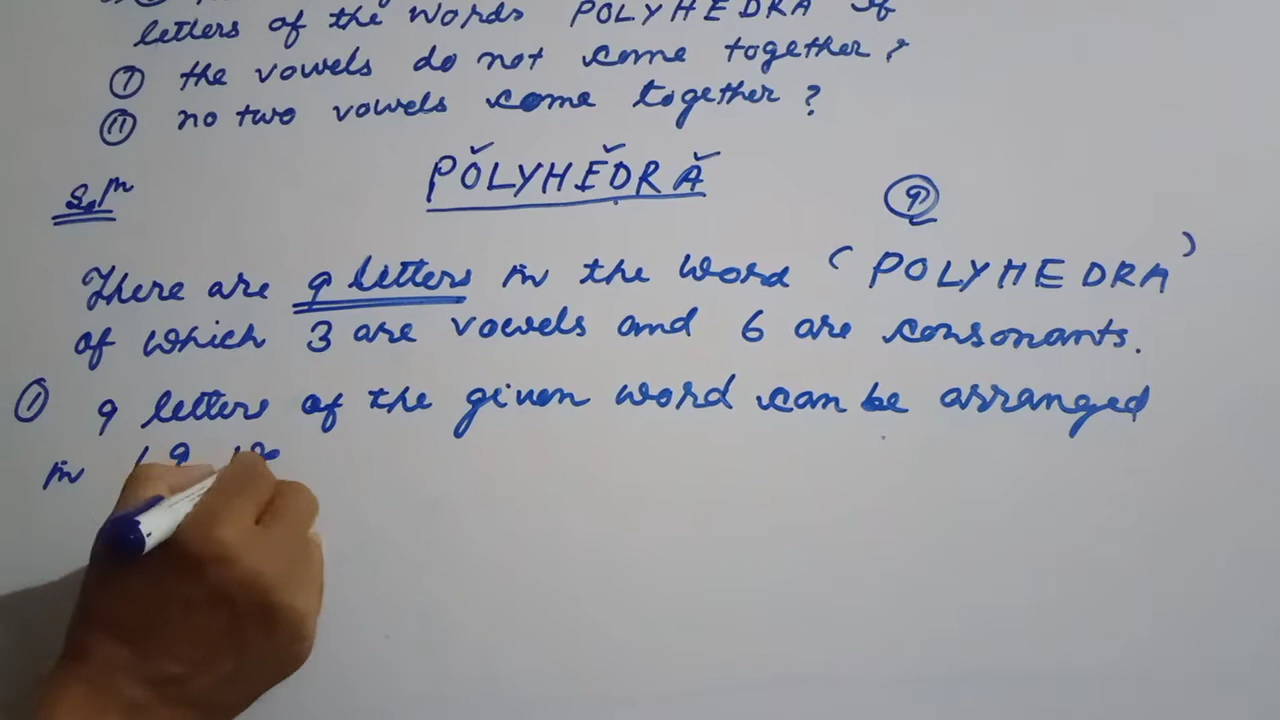 letters of the words POLYHEDRA if
(i) the vowels do not come together?
(ii) no two vowels come together?
Solⁿ POLYHEDRA 9
There are 9 letters in the word (POLYHEDRA)
of which 3 are vowels and 6 are consonants.
(i) 9 letters of the given word can be arranged
in